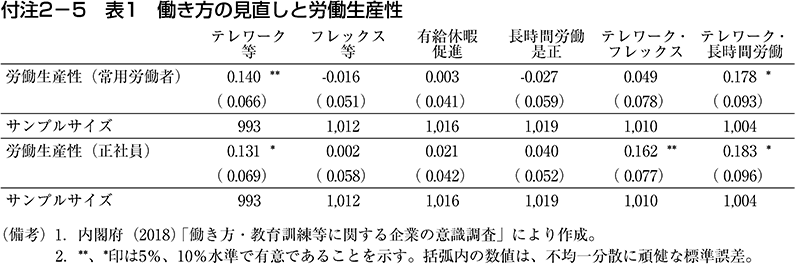 付注2－5　表1　働き方の見直しと労働生産性
テレワーク等　フレックス等　有給休暇促進　長時間労働是正　テレワーク・フレックス　テレワーク・長時間労働
労働生産性（常用労働者）　0.140 **　-0.016　0.003　-0.027　0.049　0.178 *
（0.066）　（0.051）　（0.041）　（0.059）　（0.078）　（0.093）
サンプルサイズ　993　1,012　1,016　1,019　1,010　1,004
労働生産性（正社員）　0.131 *　0.002　0.021　0.040　0.162 **　0.183 *
（0.069）　（0.058）　（0.042）　（0.052）　（0.077）　（0.096）
サンプルサイズ　993　1,012　1,016　1,019　1,010　1,004
（備考）1．内閣府（2018）「働き方・教育訓練等に関する企業の意識調査」により作成。
2．**、*印は5％、10％水準で有意であることを示す。括弧内の数値は、不均一分散に頑健な標準誤差。